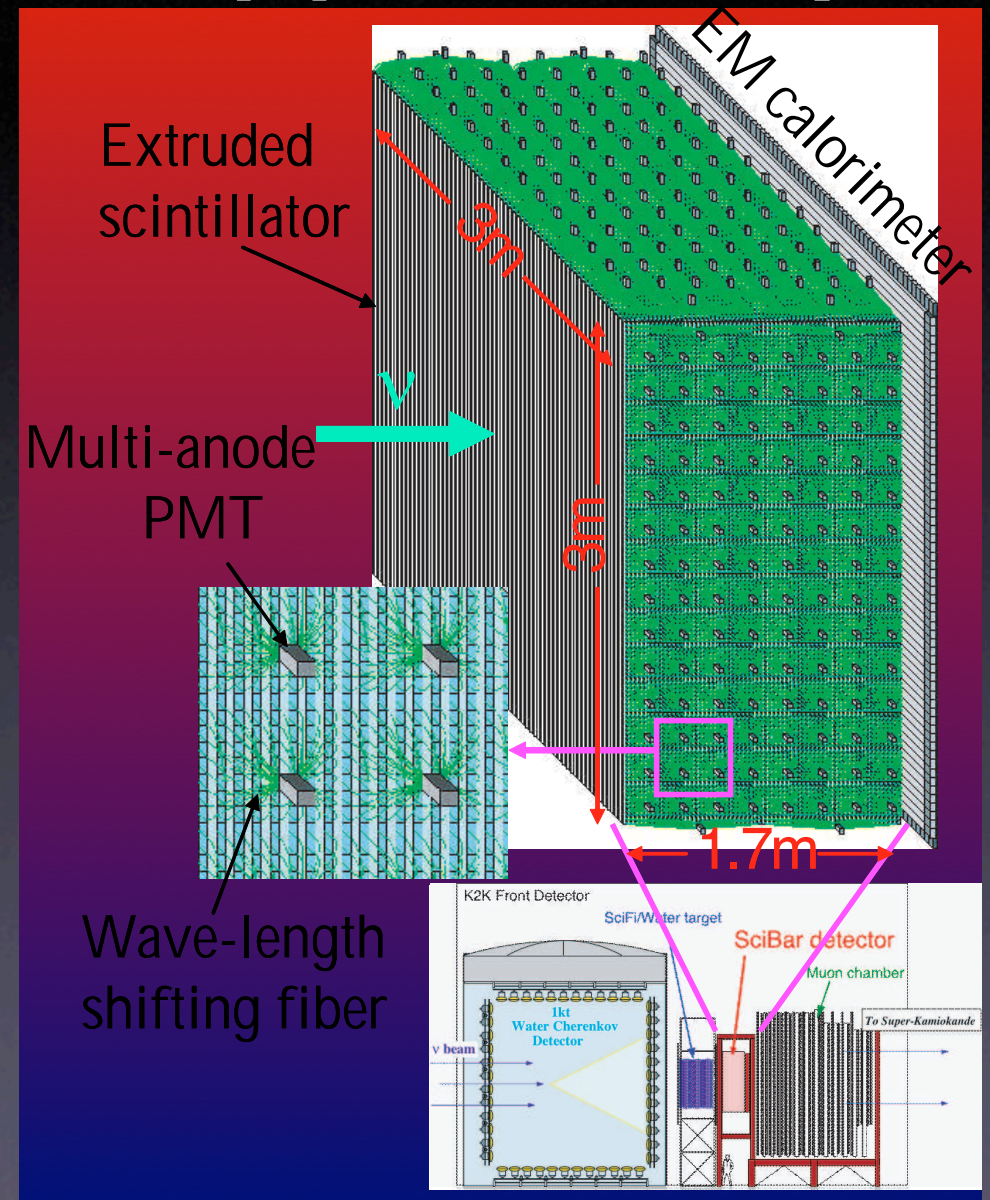 EM calorimeter
Extruded
scintillator
3m
ν
Multi-anode
PMT
3m
1.7m
Wave-length
shifting fiber
K2K Front Detector
SciFi/Water target
SciBar detector
Muon chamber
1kt
Water Cherenkov
Detector
To Super-Kamiokande
ν beam